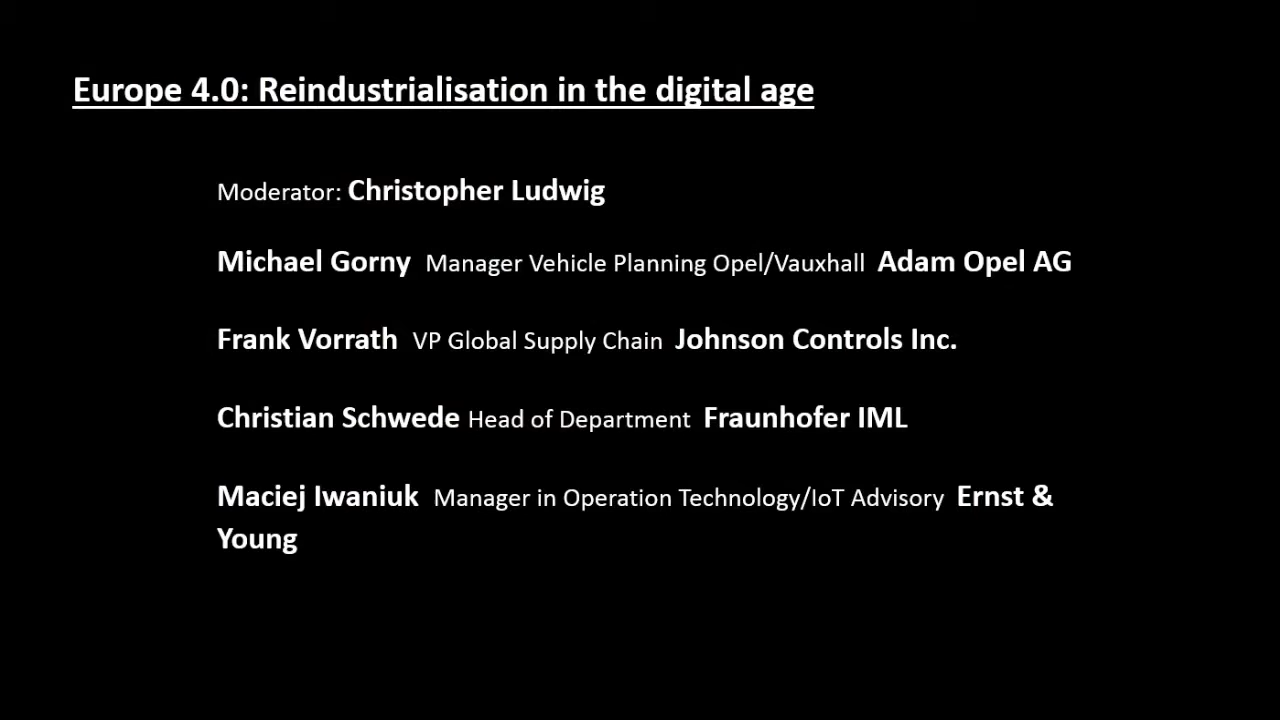 Europe 4.0: Reindustrialisation in the digital age
Moderator: Christopher Ludwig
Michael Gorny Manager Vehicle Planning Opel/Vauxhall Adam Opel AG
Frank Vorrath VP Global Supply Chain Johnson Controls Inc.
Christian Schwede Head of Department Fraunhofer IML
Maciej Iwaniuk Manager in Operation Technology/IoT Advisory Ernst &
Young